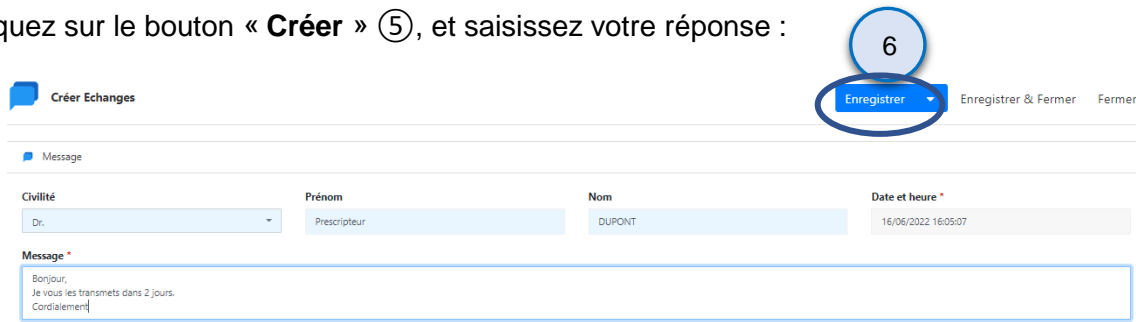 quez sur le bouton « Créer » ⑤, et saisissez votre réponse :
6
Créer Echanges
Enregistrer
Enregistrer & Fermer
Fermer
Message
Civilité
Prénom
Nom
Date et heure *
Dr.
Prescripteur
DUPONT
16/06/2022 16:05:07
Message *
Bonjour,
Je vous les transmets dans 2 jours.
Cordialement